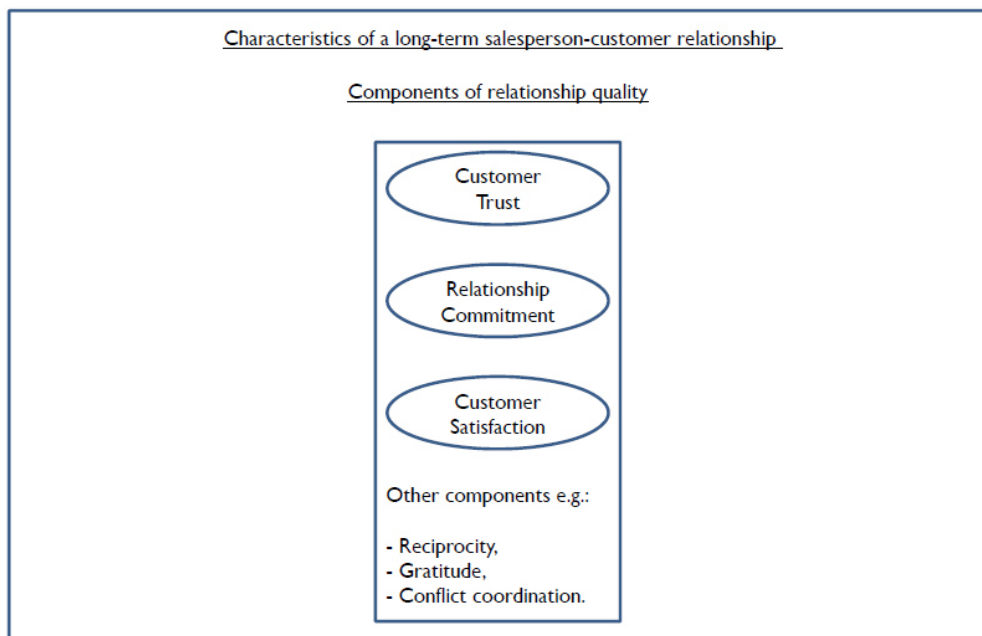 Characteristics of a long-term salesperson-customer relationship
Components of relationship quality
Customer
Trust
Relationship
Commitment
Customer
Satisfaction
Other components e.g.:
- Reciprocity,
- Gratitude,
- Conflict coordination.